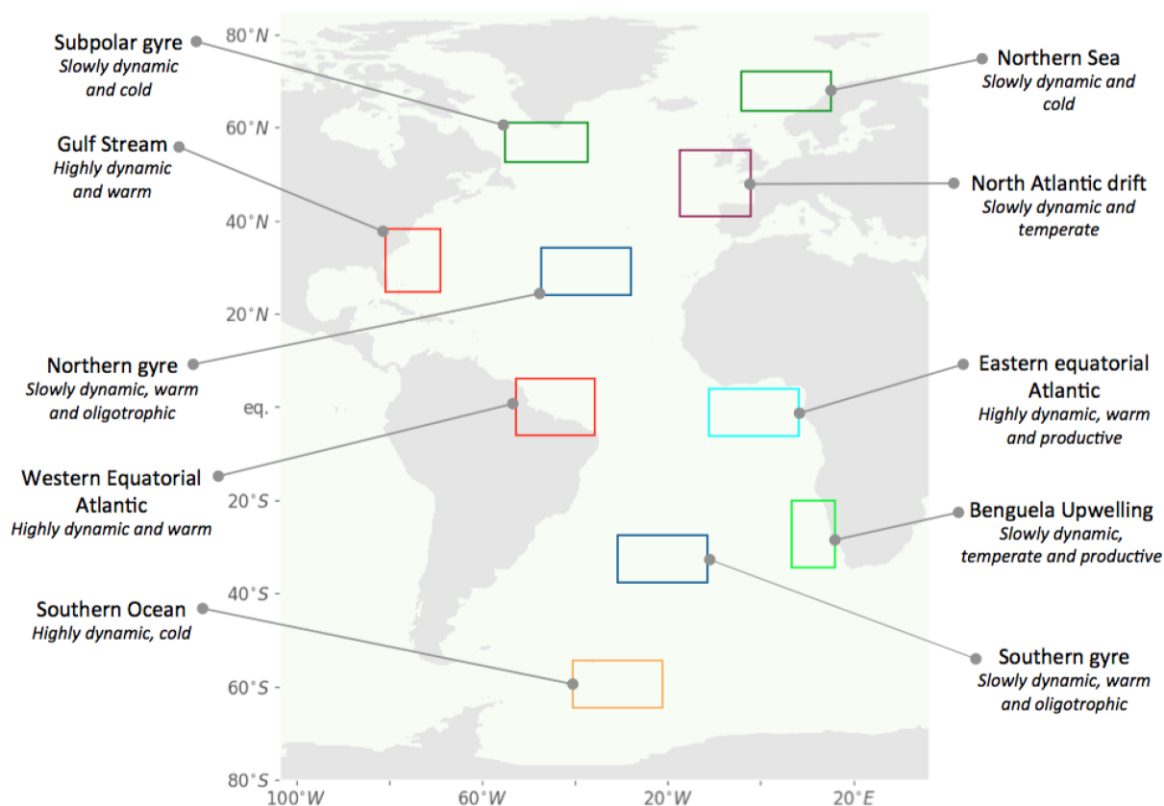 Subpolar gyre
Slowly dynamic
and cold
Gulf Stream
Highly dynamic
and warm
Northern gyre
Slowly dynamic, warm
and oligotrophic
Western Equatorial
Atlantic
Highly dynamic and warm
Southern Ocean
Highly dynamic, cold
80°N
60°N
40°N
20°N
eq.
20°S
40°S
60°S
80°S
100°W
60°W
20°W
20°E
Northern Sea
Slowly dynamic and
cold
North Atlantic drift
Slowly dynamic and
temperate
Eastern equatorial
Atlantic
Highly dynamic, warm
and productive
Benguela Upwelling
Slowly dynamic,
temperate and productive
Southern gyre
Slowly dynamic, warm
and oligotrophic